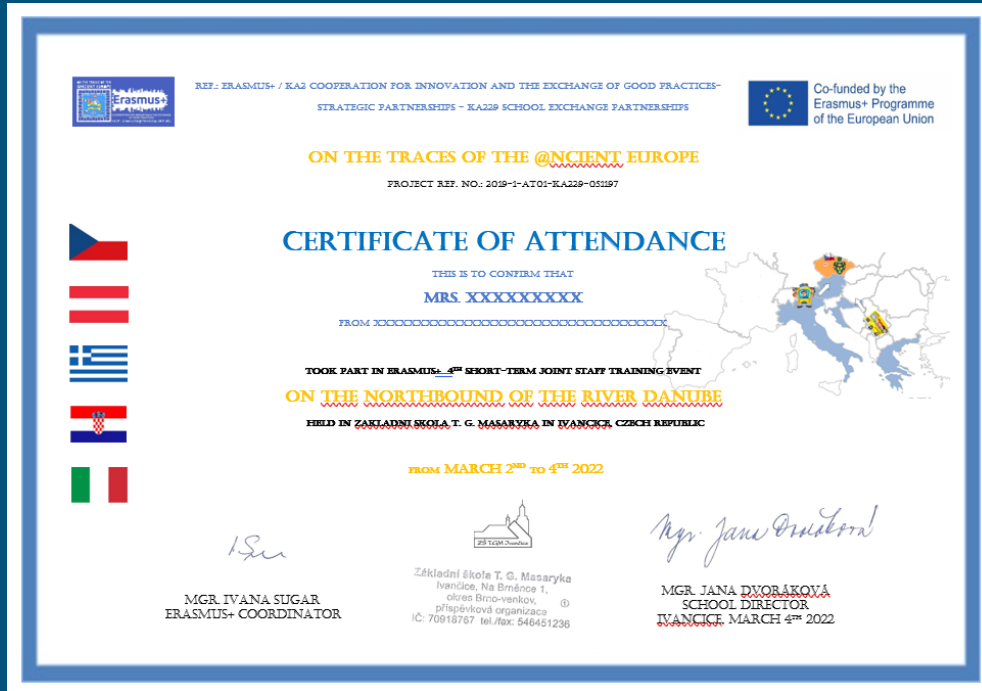 Erasmus+
REF.: ERASMUS+ / KA2 COOPERATION FOR INNOVATION AND THE EXCHANGE OF GOOD PRACTICES-
STRATEGIC PARTNERSHIPS – KA229 SCHOOL EXCHANGE PARTNERSHIPS
Co-funded by the
Erasmus+ Programme
of the European Union
ON THE TRACES OF THE @NCIENT EUROPE
PROJECT REF. NO.: 2019-1-AT01-KA229-051197
CERTIFICATE OF ATTENDANCE
THIS IS TO CONFIRM THAT
MRS. XXXXXXXXX
FROM XXXXXXXXXXXXXXXXXXXXXXXXXXXXXXXXXXX
TOOK PART IN ERASMUS+ 4TH SHORT-TERM JOINT STAFF TRAINING EVENT
ON THE NORTHBOUND OF THE RIVER DANUBE
HELD IN ZAKLADNI SKOLA T. G. MASARYKA IN IVANCICE, CZECH REPUBLIC
FROM MARCH 2ND TO 4TH 2022
Mgr. Jana Dvořáková
ZŠ T.G.M. Ivančice
Základní škola T. G. Masaryka
Ivančice, Na Brněnce 1,
okres Brno-venkov,
příspěvková organizace
IČ: 70918767 tel./fax: 546451236
MGR. IVANA SUGAR
ERASMUS+ COORDINATOR
MGR. JANA DVOŘÁKOVÁ
SCHOOL DIRECTOR
IVANCICE, MARCH 4TH 2022